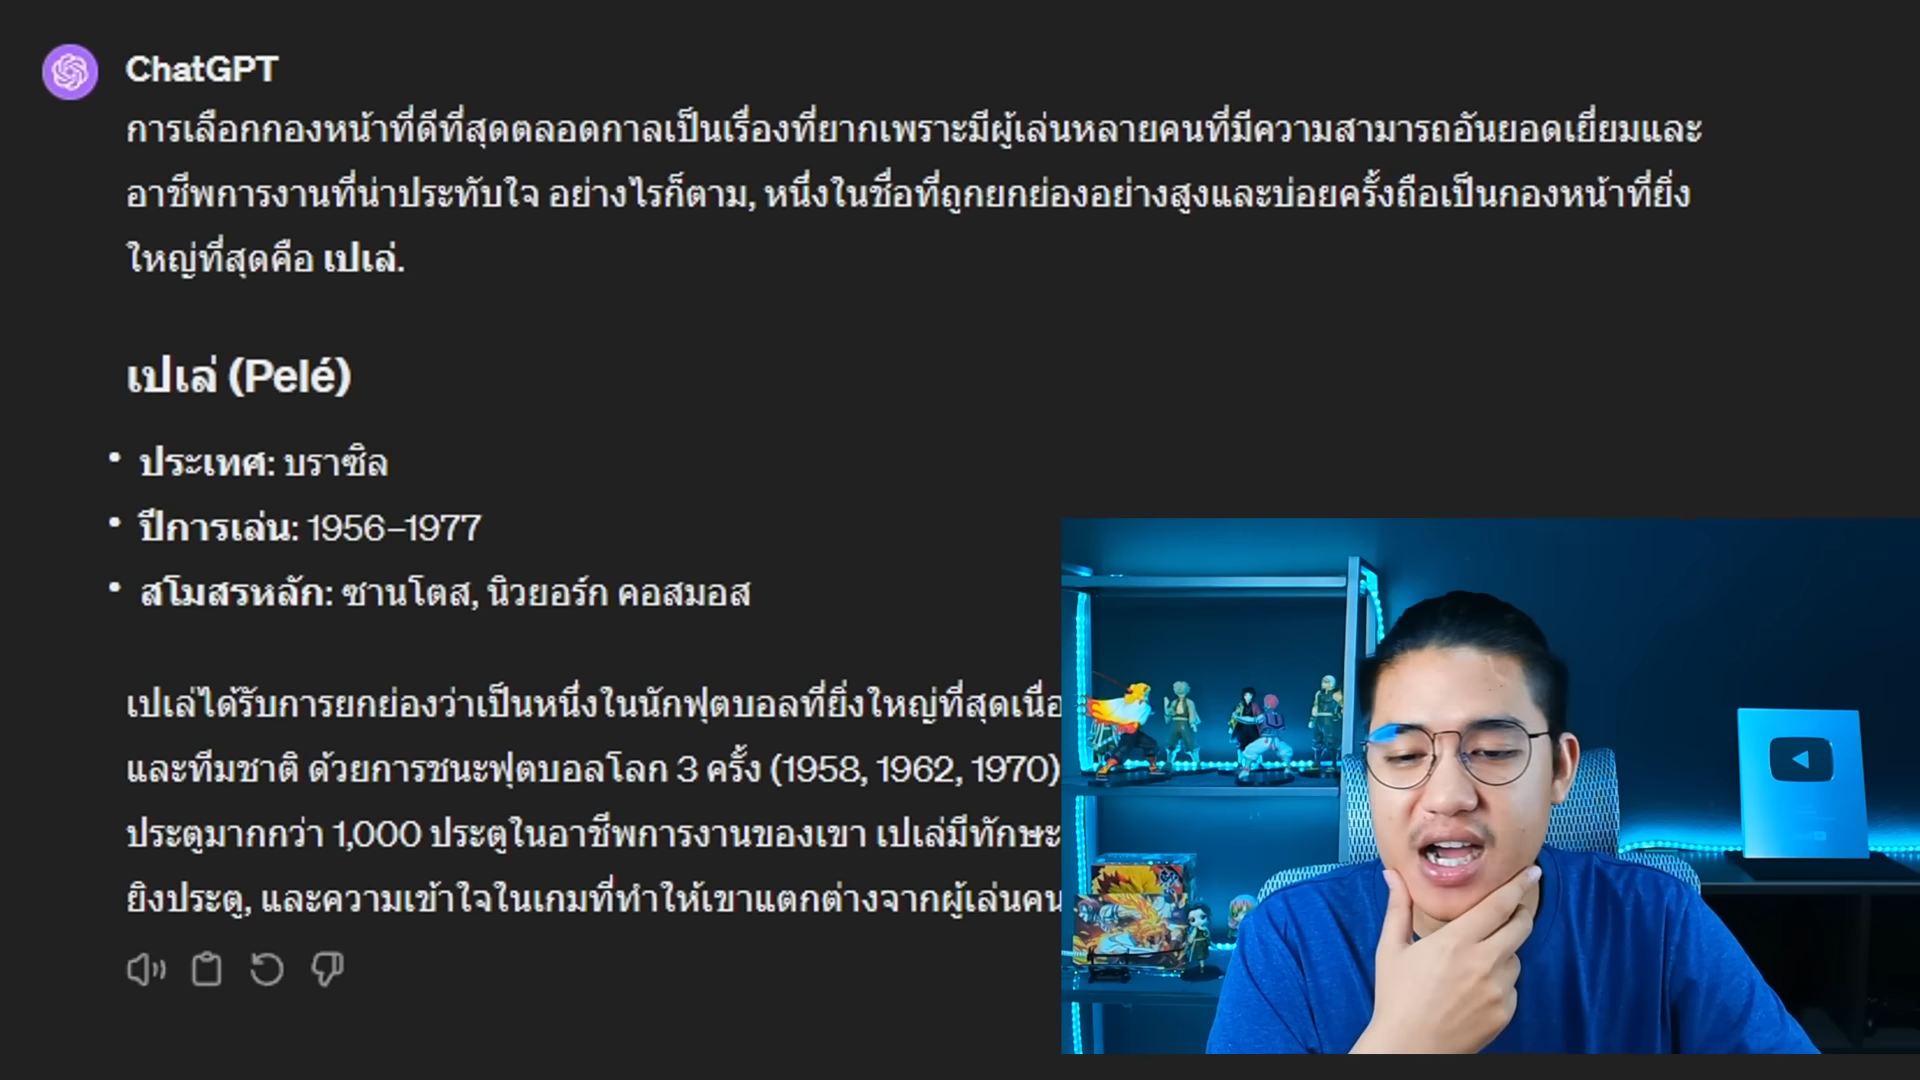 ChatGPT
การเลือกกองหน้าที่ดีที่สุดตลอดกาลเป็นเรื่องที่ยากเพราะมีผู้เล่นหลายคนที่มีความสามารถอันยอดเยี่ยมและ
อาชีพการงานที่น่าประทับใจ อย่างไรก็ตาม, หนึ่งในชื่อที่ถูกยกย่องอย่างสูงและบ่อยครั้งถือเป็นกองหน้าที่ยิ่ง
ใหญ่ที่สุดคือ เปเล่.
เปเล่ (Pelé)
• ประเทศ: บราซิล
• ปีการเล่น: 1956–1977
• สโมสรหลัก: ซานโตส, นิวยอร์ก คอสมอส
เปเล่ได้รับการยกย่องว่าเป็นหนึ่งในนักฟุตบอลที่ยิ่งใหญ่ที่สุดเนื่อ
และทีมชาติ ด้วยการชนะฟุตบอลโลก 3 ครั้ง (1958, 1962, 1970)
ประตูมากกว่า 1,000 ประตูในอาชีพการงานของเขา เปเล่มีทักษะ
ยิงประตู, และความเข้าใจในเกมที่ทำให้เขาแตกต่างจากผู้เล่นคน